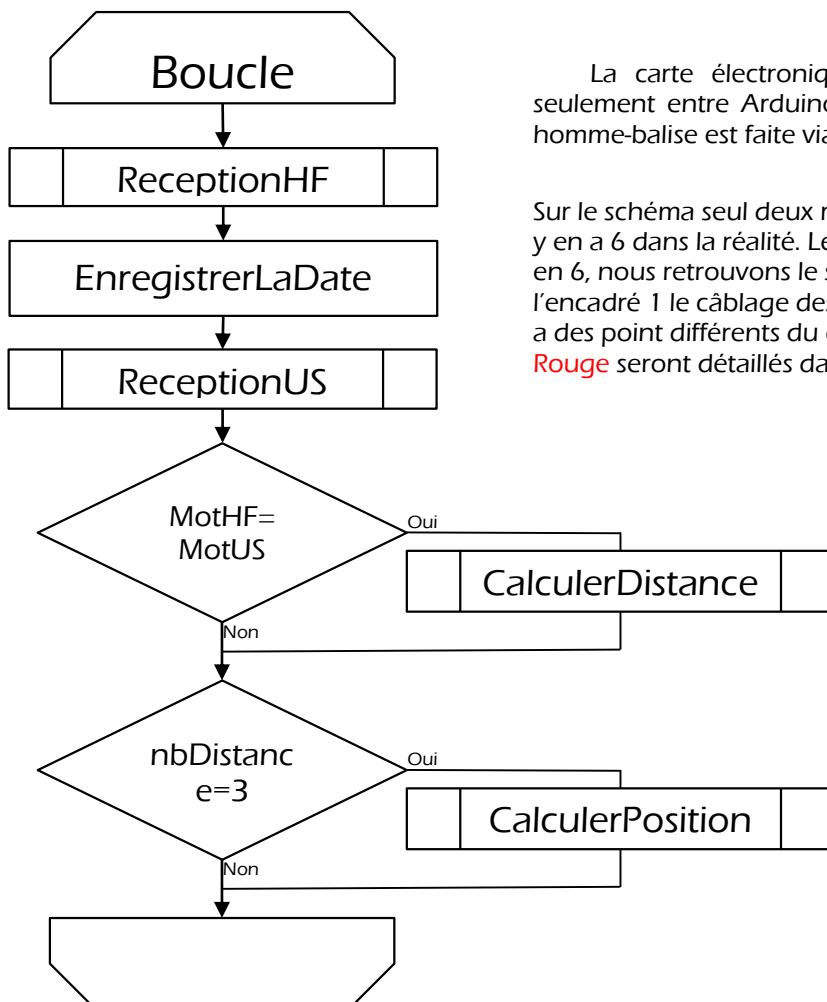 Boucle
ReceptionHF
EnregistrerLaDate
ReceptionUS
MotHF=
MotUS
Oui
CalculerDistance
Non
nbDistanc
e=3
Oui
CalculerPosition
Non
La carte électroniq
seulement entre Arduino
homme-balise est faite via
Sur le schéma seul deux r
y en a 6 dans la réalité. Le
en 6, nous retrouvons le s
l'encadré 1 le câblage des
a des point différents du
Rouge seront détaillés da